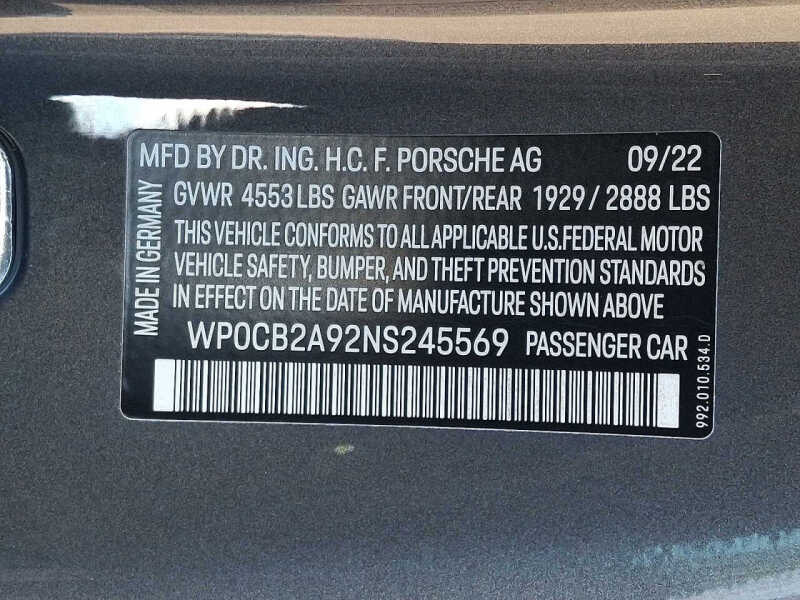 MFD BY DR. ING. H.C. F. PORSCHE AG 09/22
GVWR 4553 LBS GAWR FRONT/REAR 1929 / 2888 LBS
THIS VEHICLE CONFORMS TO ALL APPLICABLE U.S.FEDERAL MOTOR
VEHICLE SAFETY, BUMPER, AND THEFT PREVENTION STANDARDS
IN EFFECT ON THE DATE OF MANUFACTURE SHOWN ABOVE
WP0CB2A92NS245569 PASSENGER CAR
MADE IN GERMANY
992.010.534.D